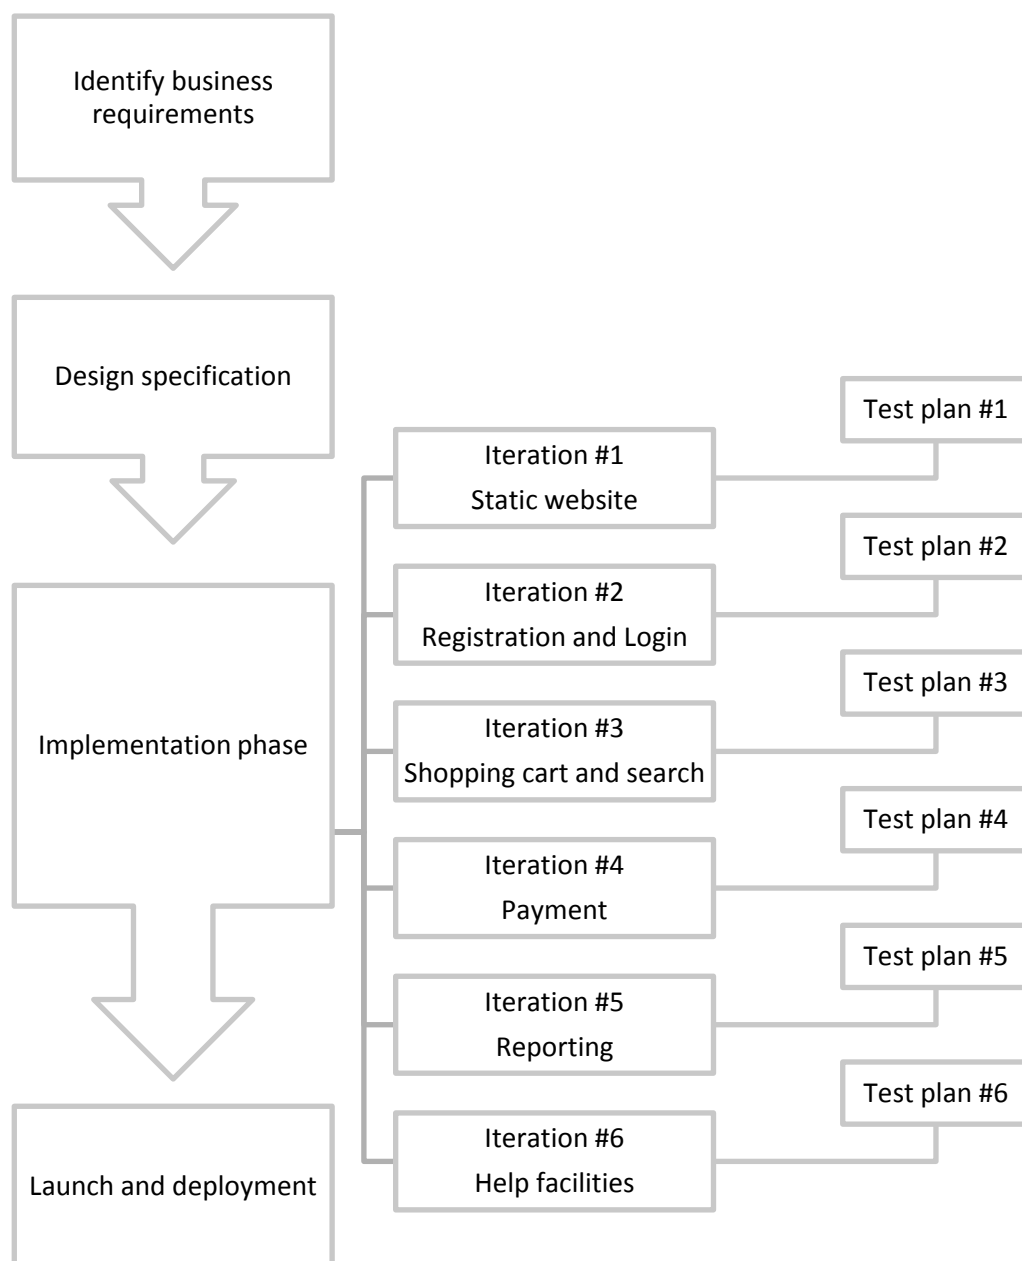 Identify business
requirements
Design specification
Test plan #1
Iteration #1
Static website
Test plan #2
Iteration #2
Registration and Login
Test plan #3
Iteration #3
Shopping cart and search
Implementation phase
Test plan #4
Iteration #4
Payment
Test plan #5
Iteration #5
Reporting
Test plan #6
Iteration #6
Help facilities
Launch and deployment